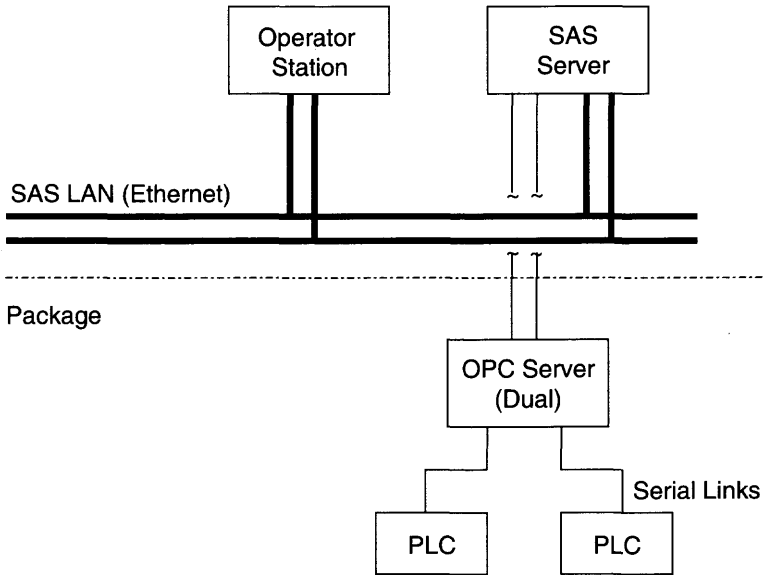 Operator
Station
SAS
Server
SAS LAN (Ethernet)
Package
OPC Server
(Dual)
Serial Links
PLC
PLC